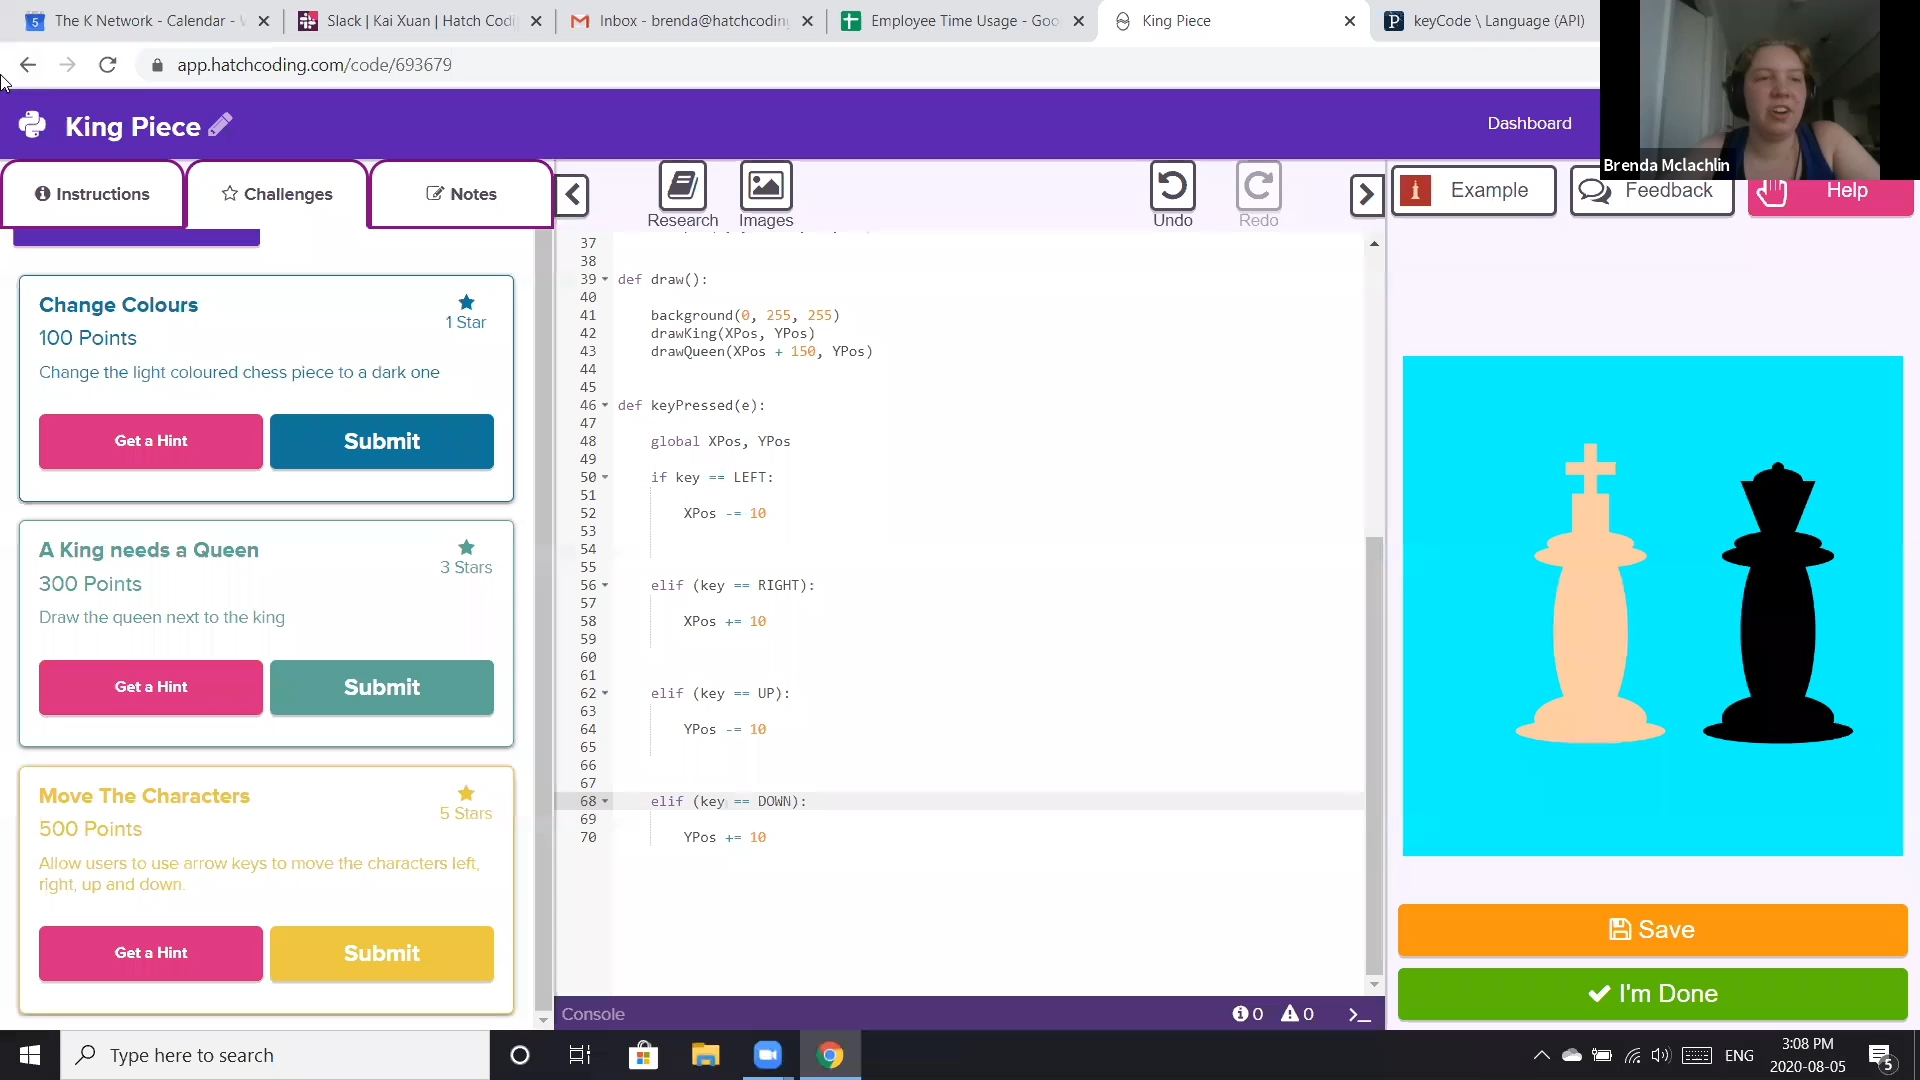 The K Network - Calendar -
Slack | Kai Xuan | Hatch Codi
Inbox - brenda@hatchcoding
Employee Time Usage - Goo
King Piece
keyCode \ Language (API)
app.hatchcoding.com/code/693679
King Piece
Dashboard
Brenda Mclachlin
Instructions
Challenges
Notes
Research
Images
Undo
Redo
Example
Feedback
Help
Change Colours
1 Star
100 Points
Change the light coloured chess piece to a dark one
Get a Hint
Submit
A King needs a Queen
3 Stars
300 Points
Draw the queen next to the king
Get a Hint
Submit
Move The Characters
5 Stars
500 Points
Allow users to use arrow keys to move the characters left,
right, up and down.
Get a Hint
Submit
37
38
39 def draw():
40
41 background(0, 255, 255)
42 drawKing(XPos, YPos)
43 drawQueen(XPos + 150, YPos)
44
45
46 def keyPressed(e):
47
48 global XPos, YPos
49
50 if key == LEFT:
51
52 XPos -= 10
53
54
55
56 elif (key == RIGHT):
57
58 XPos += 10
59
60
61
62 elif (key == UP):
63
64 YPos -= 10
65
66
67
68 elif (key == DOWN):
69
70 YPos += 10
Console
0
0
Save
I'm Done
Type here to search
ENG
3:08 PM
2020-08-05
5